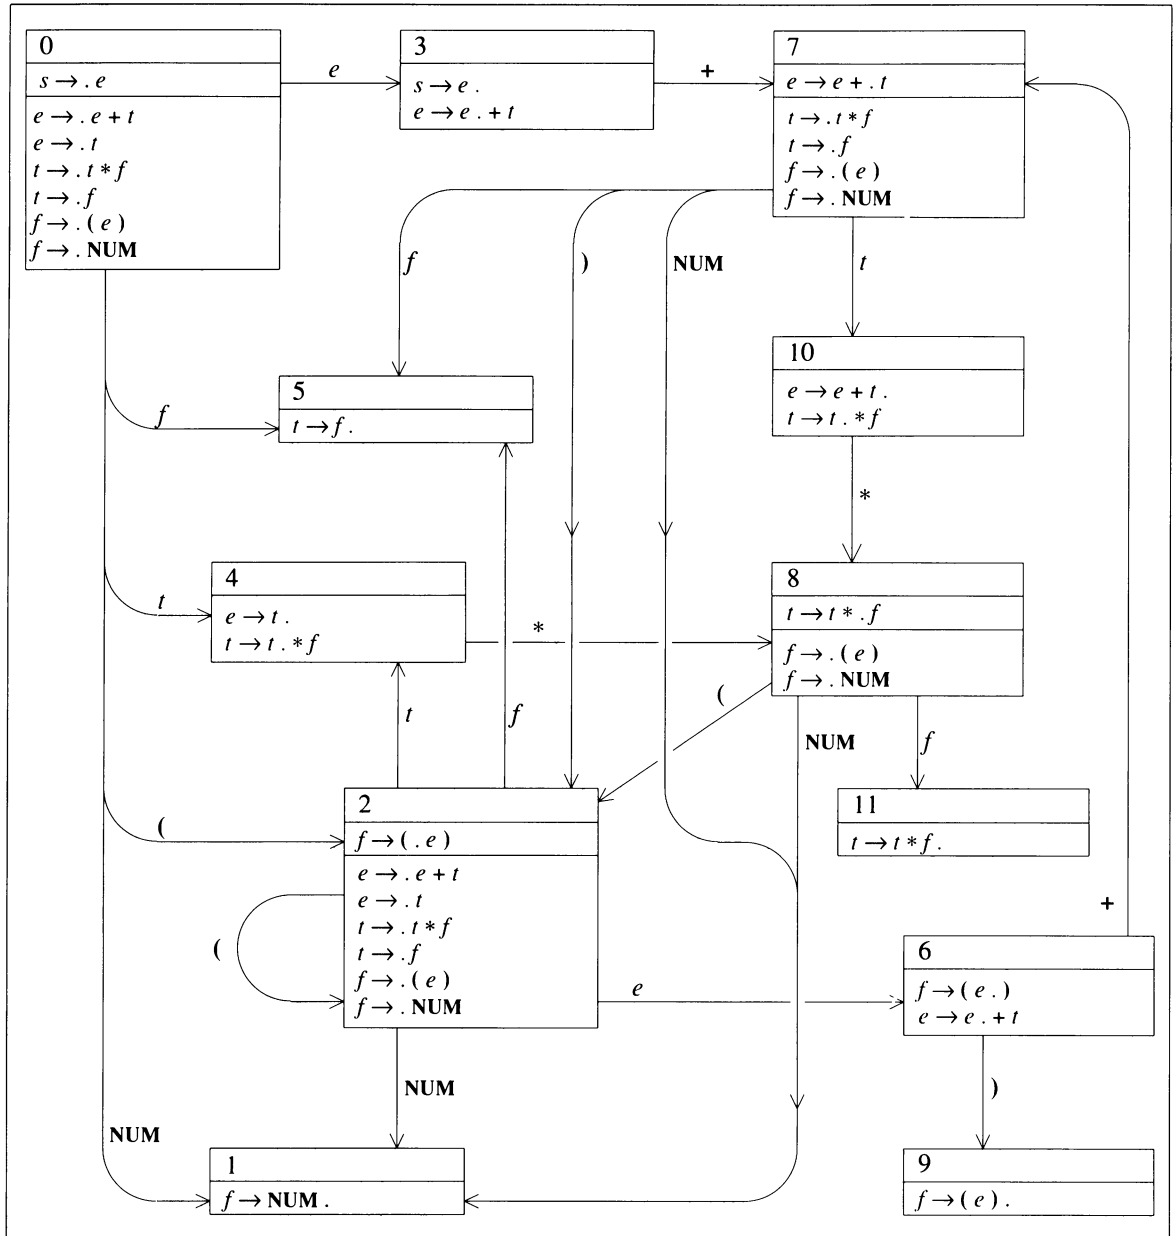 0
s → . e
e → . e + t
e → . t
t → . t * f
t → . f
f → . ( e )
f → . NUM
e
3
s → e .
e → e . + t
+
7
e → e + . t
t → . t * f
t → . f
f → . ( e )
f → . NUM
f
)
NUM
t
10
e → e + t .
t → t . * f
5
t → f .
f
*
4
e → t .
t → t . * f
t
*
8
t → t * . f
f → . ( e )
f → . NUM
t
f
(
NUM
f
2
f → ( . e )
e → . e + t
e → . t
t → . t * f
t → . f
f → . ( e )
f → . NUM
(
(
11
t → t * f .
+
e
6
f → ( e . )
e → e . + t
NUM
)
NUM
1
f → NUM .
9
f → ( e ) .